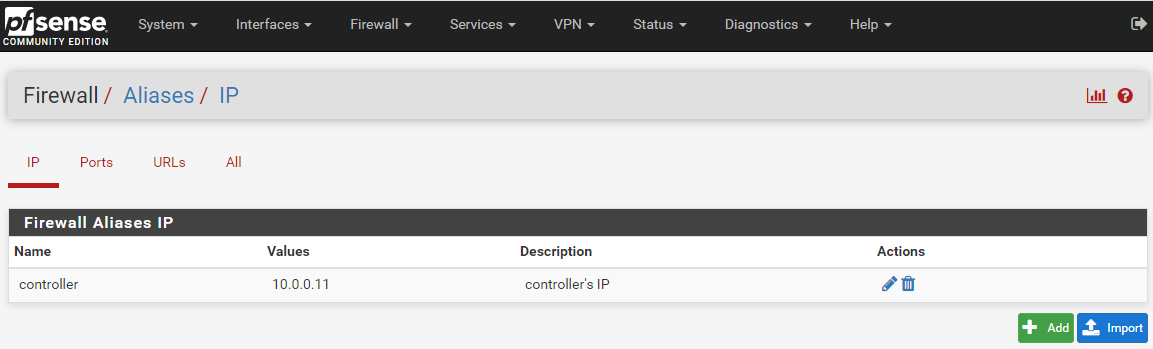 pfsense System Interfaces Firewall Services VPN Status Diagnostics Help
COMMUNITY EDITION
Firewall / Aliases / IP
IP Ports URLs All
Firewall Aliases IP
Name Values Description Actions
controller 10.0.0.11 controller's IP
Add Import